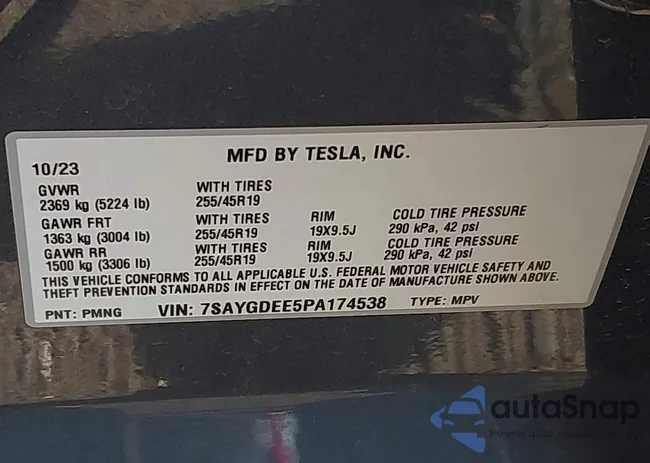 MFD BY TESLA, INC.
10/23
GVWR WITH TIRES
2369 kg (5224 lb) 255/45R19
GAWR FRT WITH TIRES RIM COLD TIRE PRESSURE
1363 kg (3004 lb) 255/45R19 19X9.5J 290 kPa, 42 psi
GAWR RR WITH TIRES RIM COLD TIRE PRESSURE
1500 kg (3306 lb) 255/45R19 19X9.5J 290 kPa, 42 psi
THIS VEHICLE CONFORMS TO ALL APPLICABLE U.S. FEDERAL MOTOR VEHICLE SAFETY AND
THEFT PREVENTION STANDARDS IN EFFECT ON THE DATE OF MANUFACTURE SHOWN ABOVE.
PNT: PMNG VIN: 7SAYGDEE5PA174538 TYPE: MPV
autaSnap